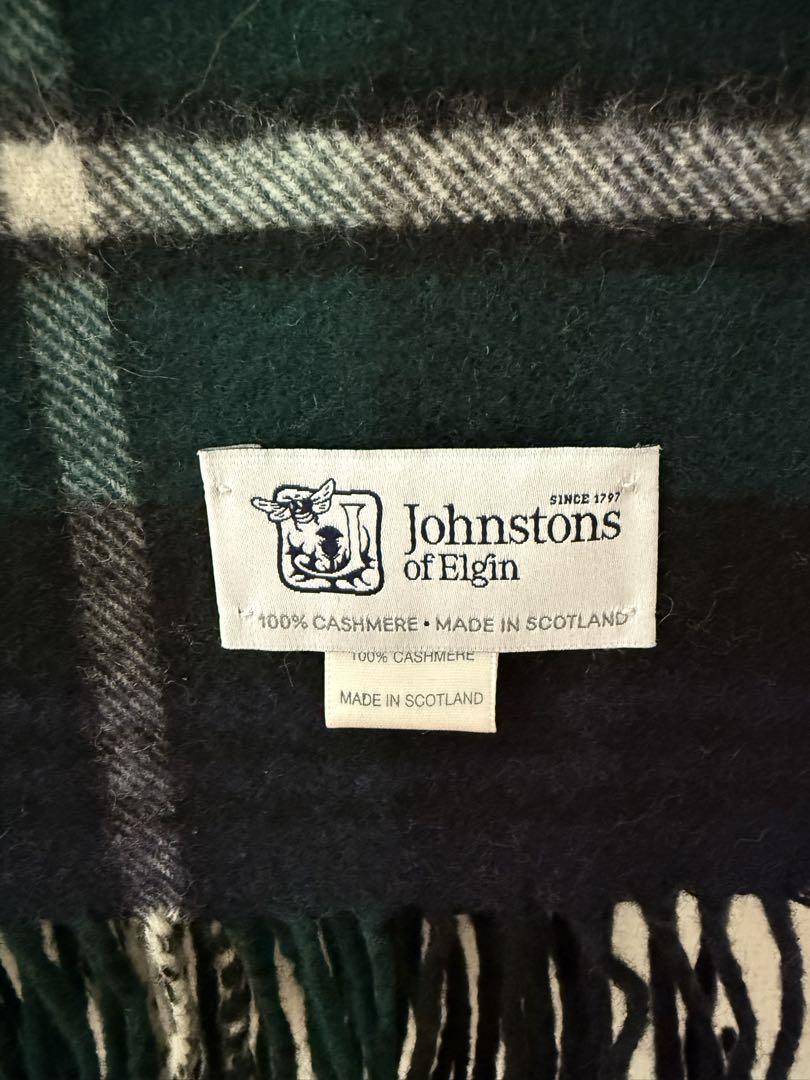 SINCE 1797
Johnstons
of Elgin
100% CASHMERE • MADE IN SCOTLAND
100% CASHMERE
MADE IN SCOTLAND